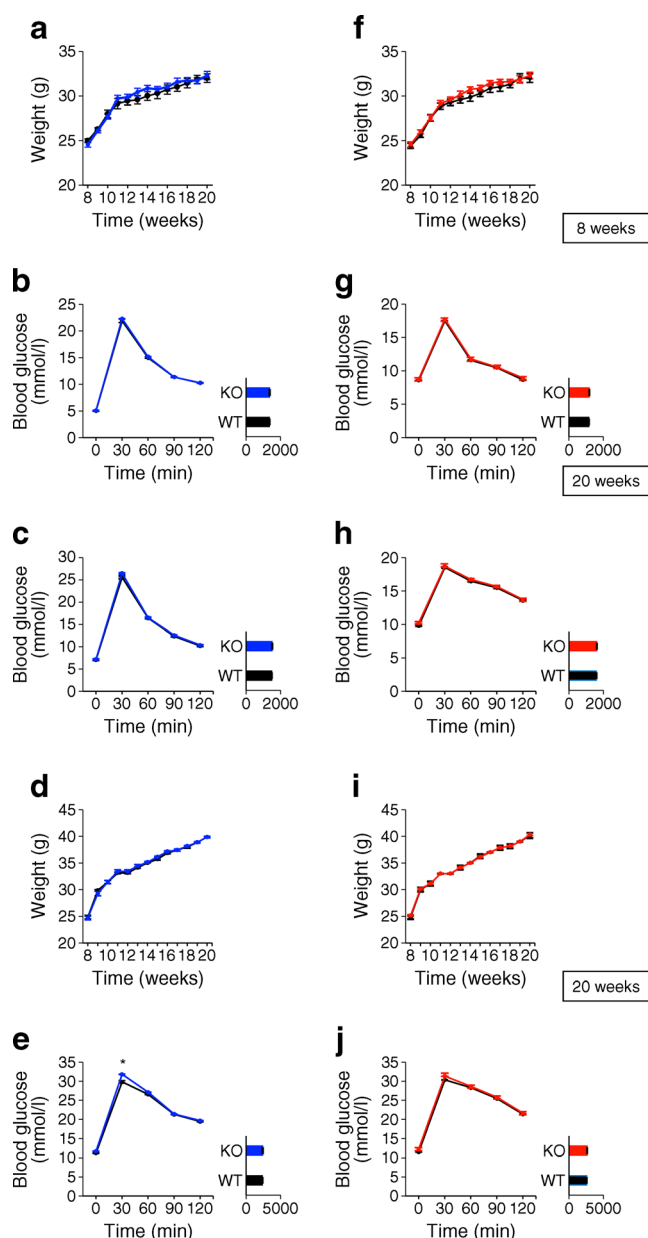 a
35
30
25
20
Weight (g)
8 10 12 14 16 18 20
Time (weeks)
f
35
30
25
20
Weight (g)
8 10 12 14 16 18 20
Time (weeks)
8 weeks
b
25
20
15
10
5
0
Blood glucose
(mmol/l)
0 30 60 90 120
Time (min)
KO
WT
0 2000
g
20
15
10
5
0
Blood glucose
(mmol/l)
0 30 60 90 120
Time (min)
KO
WT
0 2000
20 weeks
c
30
25
20
15
10
5
0
Blood glucose
(mmol/l)
0 30 60 90 120
Time (min)
KO
WT
0 2000
h
20
15
10
5
0
Blood glucose
(mmol/l)
0 30 60 90 120
Time (min)
KO
WT
0 2000
d
45
40
35
30
25
20
Weight (g)
8 10 12 14 16 18 20
Time (weeks)
i
45
40
35
30
25
20
Weight (g)
8 10 12 14 16 18 20
Time (weeks)
20 weeks
e
35
30
25
20
15
10
5
0
Blood glucose
(mmol/l)
*
0 30 60 90 120
Time (min)
KO
WT
0 5000
j
35
30
25
20
15
10
5
0
Blood glucose
(mmol/l)
0 30 60 90 120
Time (min)
KO
WT
0 5000